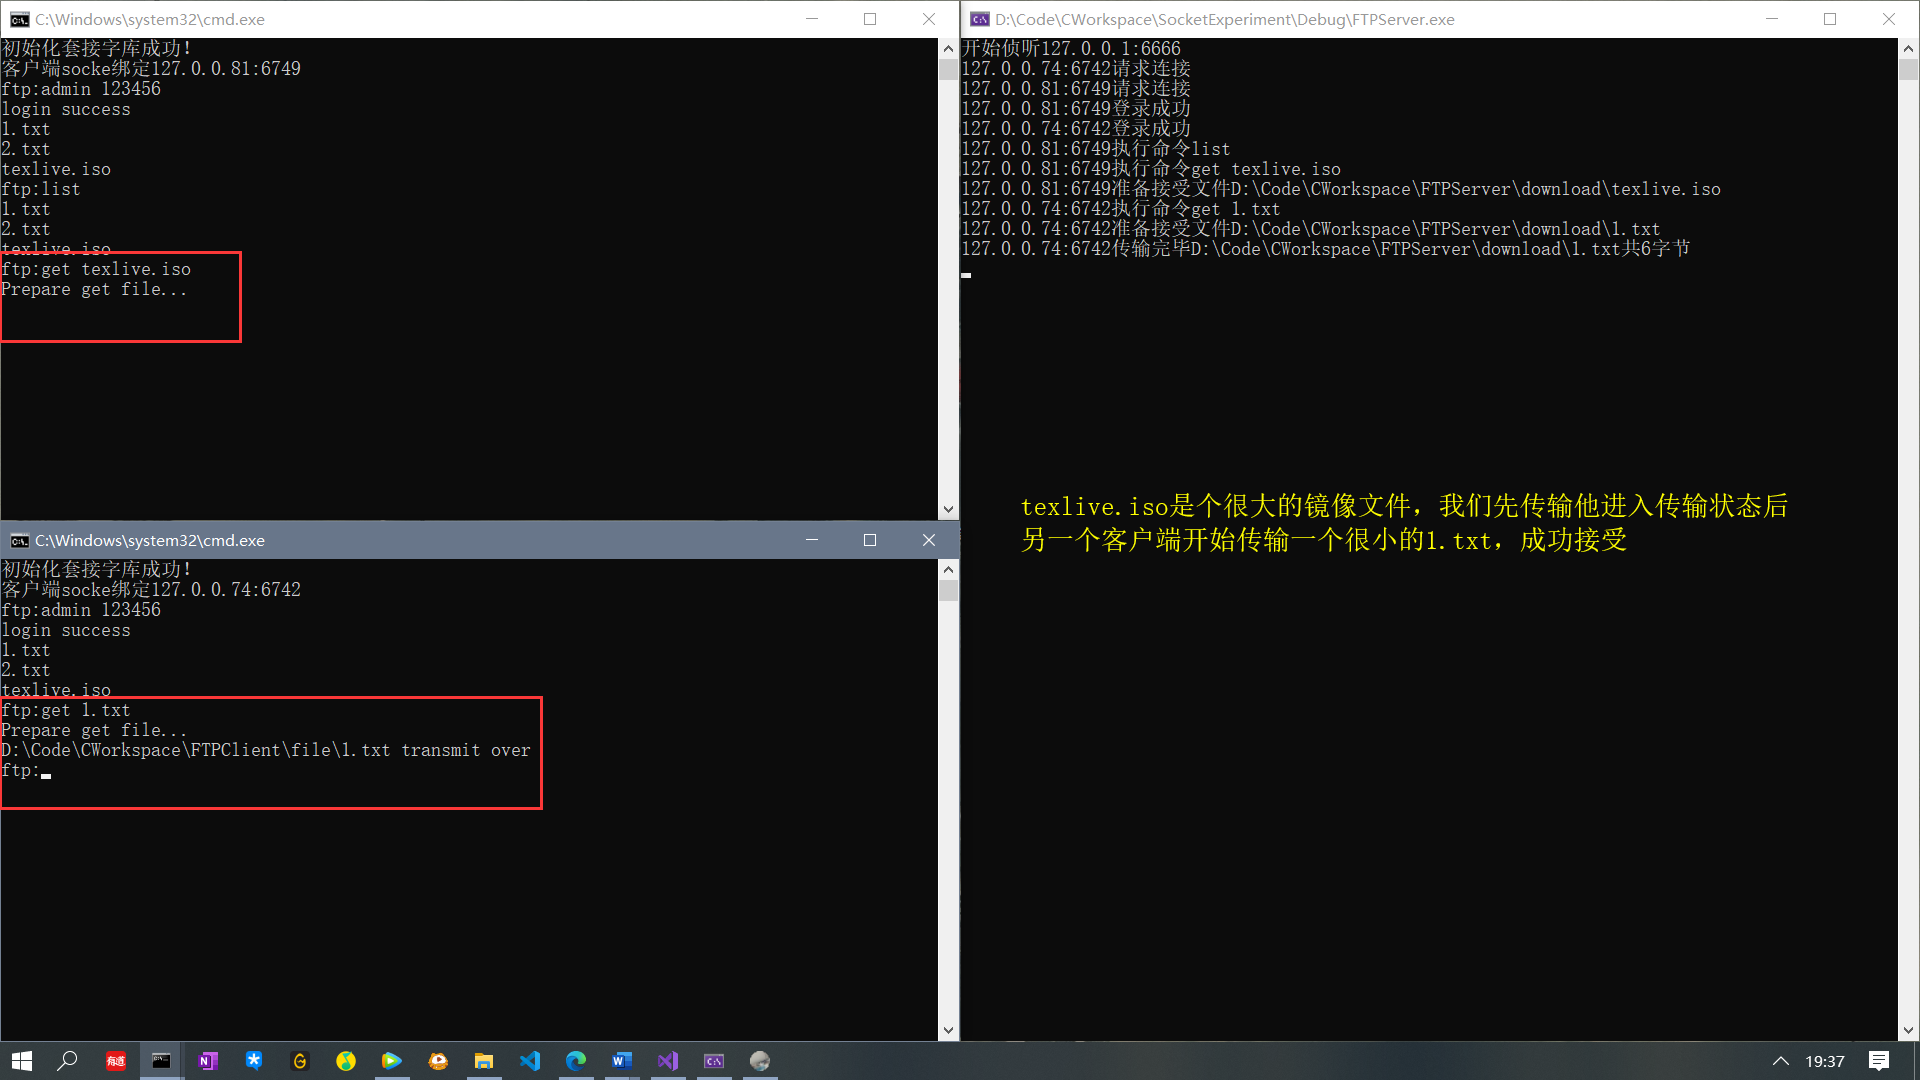 C:\Windows\system32\cmd.exe
初始化套接字库成功!
客户端socke绑定127.0.0.81:6749
ftp:admin 123456
login success
1.txt
2.txt
texlive.iso
ftp:list
1.txt
2.txt
texlive.iso
ftp:get texlive.iso
Prepare get file...
C:\Windows\system32\cmd.exe
初始化套接字库成功!
客户端socke绑定127.0.0.74:6742
ftp:admin 123456
login success
1.txt
2.txt
texlive.iso
ftp:get 1.txt
Prepare get file...
D:\Code\CWorkspace\FTPClient\file\1.txt transmit over
ftp:
D:\Code\CWorkspace\SocketExperiment\Debug\FTPServer.exe
开始侦听127.0.0.1:6666
127.0.0.74:6742请求连接
127.0.0.81:6749请求连接
127.0.0.81:6749登录成功
127.0.0.74:6742登录成功
127.0.0.81:6749执行命令list
127.0.0.81:6749执行命令get texlive.iso
127.0.0.81:6749准备接受文件D:\Code\CWorkspace\FTPServer\download\texlive.iso
127.0.0.74:6742执行命令get 1.txt
127.0.0.74:6742准备接受文件D:\Code\CWorkspace\FTPServer\download\1.txt
127.0.0.74:6742传输完毕D:\Code\CWorkspace\FTPServer\download\1.txt共6字节
texlive.iso是个很大的镜像文件，我们先传输他进入传输状态后
另一个客户端开始传输一个很小的1.txt，成功接受
有道
19:37